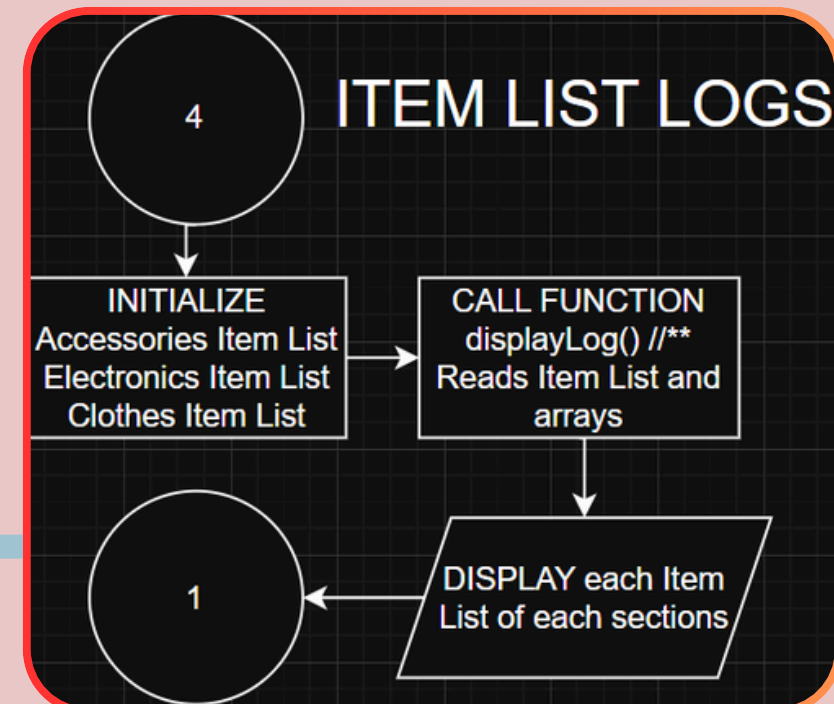 4
ITEM LIST LOGS
INITIALIZE
Accessories Item List
Electronics Item List
Clothes Item List
CALL FUNCTION
displayLog() //**
Reads Item List and
arrays
DISPLAY each Item
List of each sections
1